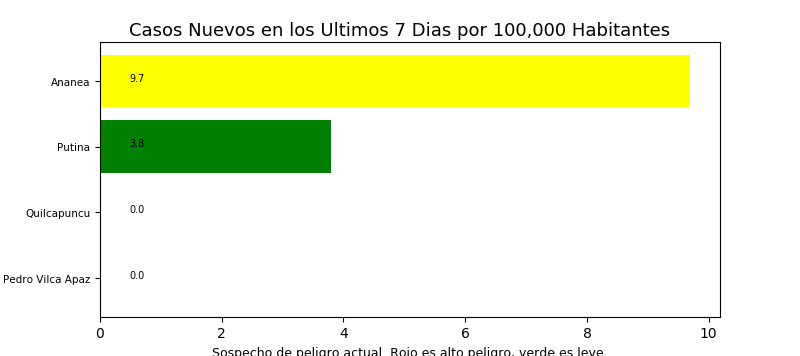 Casos Nuevos en los Ultimos 7 Dias por 100,000 Habitantes
Ananea 9.7
Putina 3.8
Quilcapuncu 0.0
Pedro Vilca Apaz 0.0
0 2 4 6 8 10
Sospecho de peligro actual. Rojo es alto peligro, verde es leve